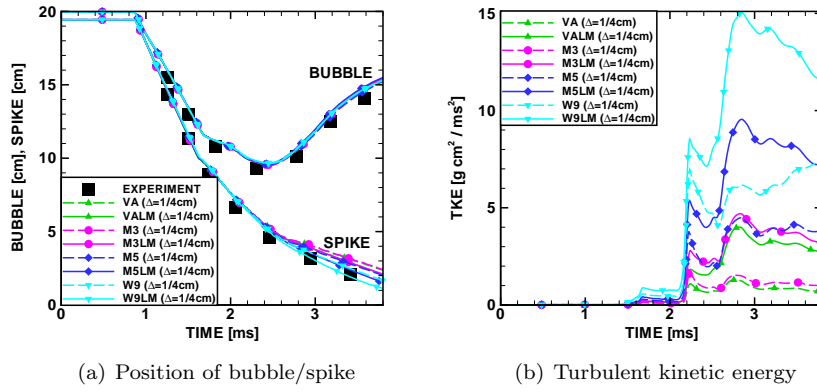 BUBBLE [cm], SPIKE [cm]
20
15
10
5
0
0 1 2 3
TIME [ms]
BUBBLE
SPIKE
EXPERIMENT
VA (Δ=1/4cm)
VALM (Δ=1/4cm)
M3 (Δ=1/4cm)
M3LM (Δ=1/4cm)
M5 (Δ=1/4cm)
M5LM (Δ=1/4cm)
W9 (Δ=1/4cm)
W9LM (Δ=1/4cm)
(a) Position of bubble/spike
TKE [g cm² / ms²]
15
10
5
0
0 1 2 3
TIME [ms]
VA (Δ=1/4cm)
VALM (Δ=1/4cm)
M3 (Δ=1/4cm)
M3LM (Δ=1/4cm)
M5 (Δ=1/4cm)
M5LM (Δ=1/4cm)
W9 (Δ=1/4cm)
W9LM (Δ=1/4cm)
(b) Turbulent kinetic energy